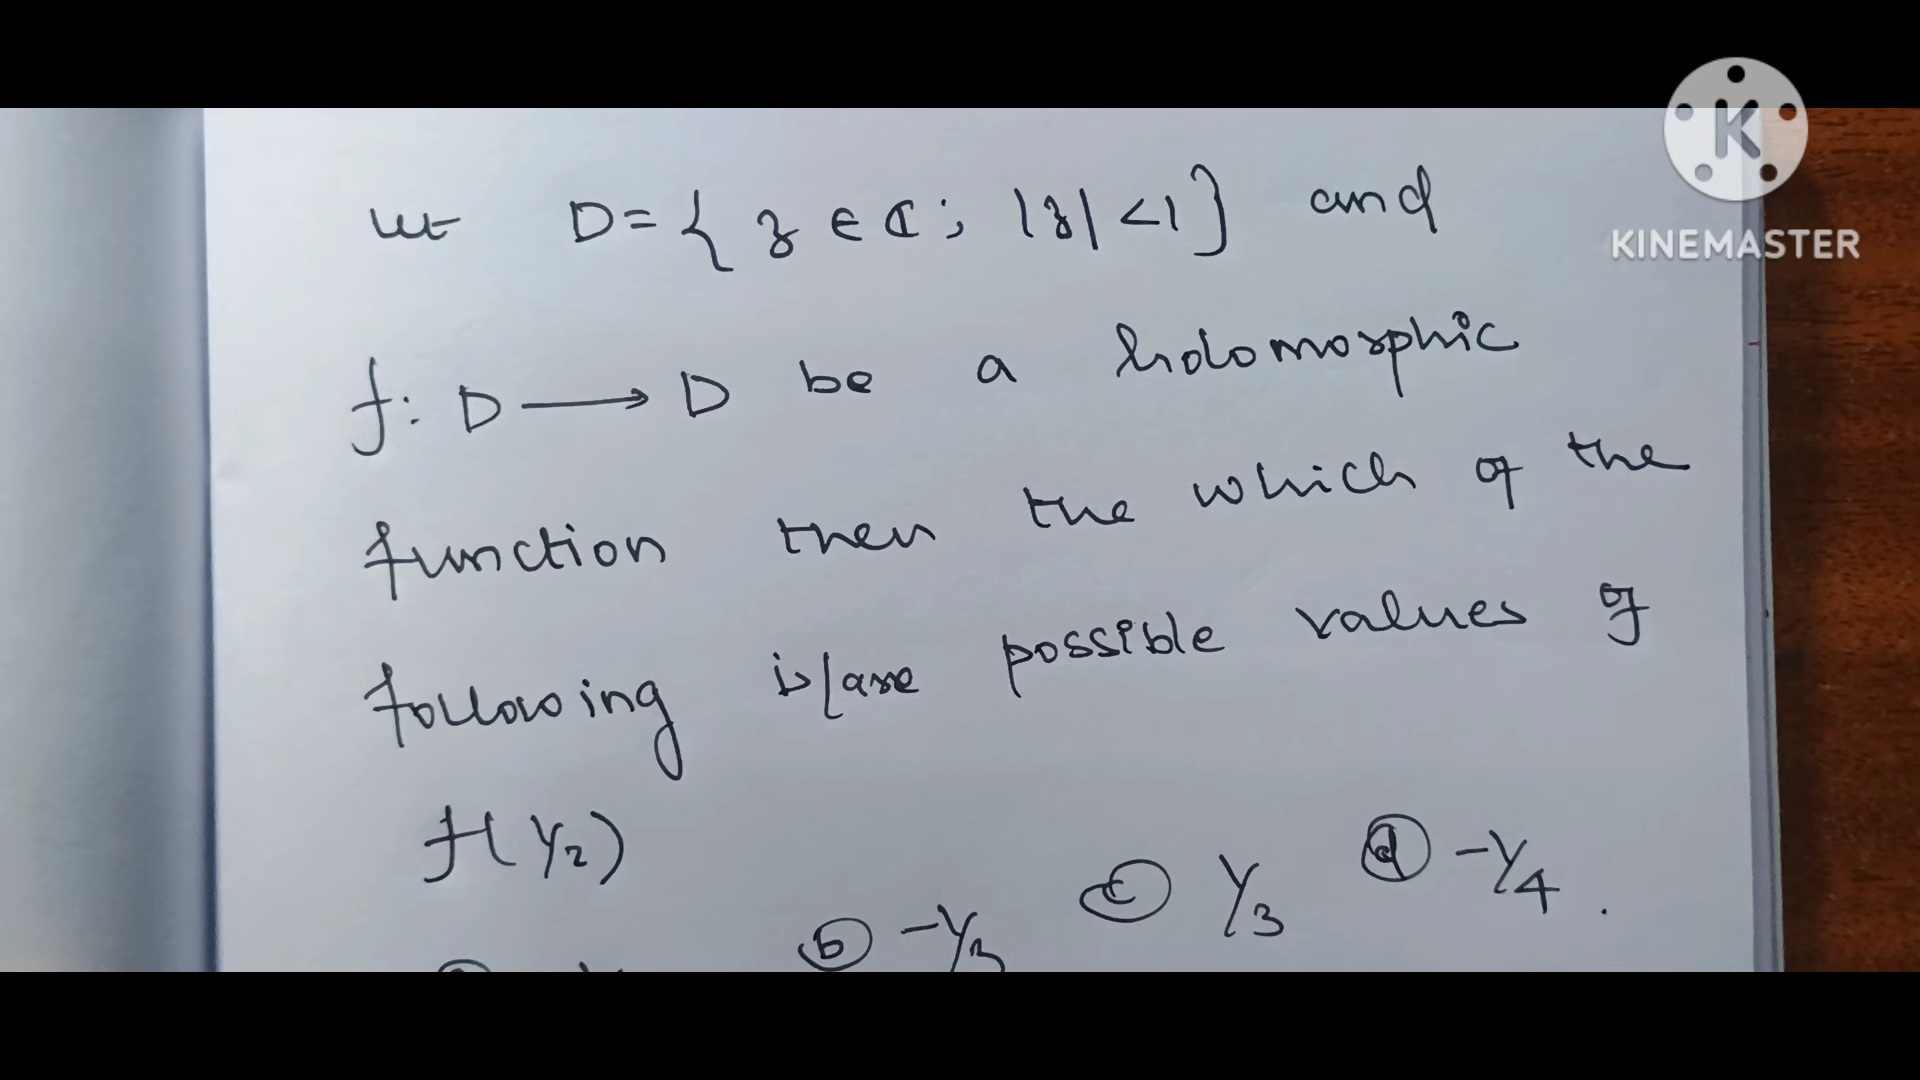 let D = { z ∈ ℂ ; |z| < 1 } and
K
KINEMASTER
f: D → D be a holomorphic
function then the which of the
following is/are possible values of
f(1/2)
ⓑ -1/3 ⓒ 1/3 ⓓ -1/4 .